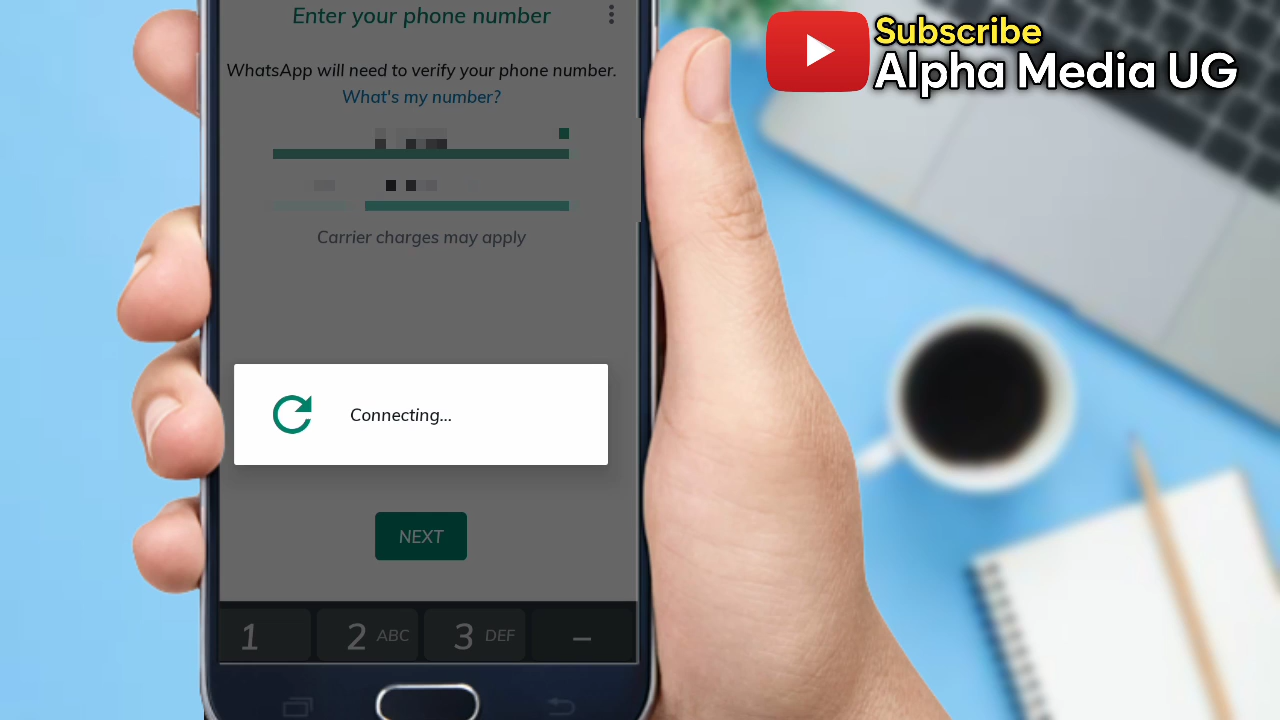 Enter your phone number
WhatsApp will need to verify your phone number.
What's my number?
Carrier charges may apply
Connecting...
NEXT
1
2 ABC
3 DEF
–
Subscribe
Alpha Media UG